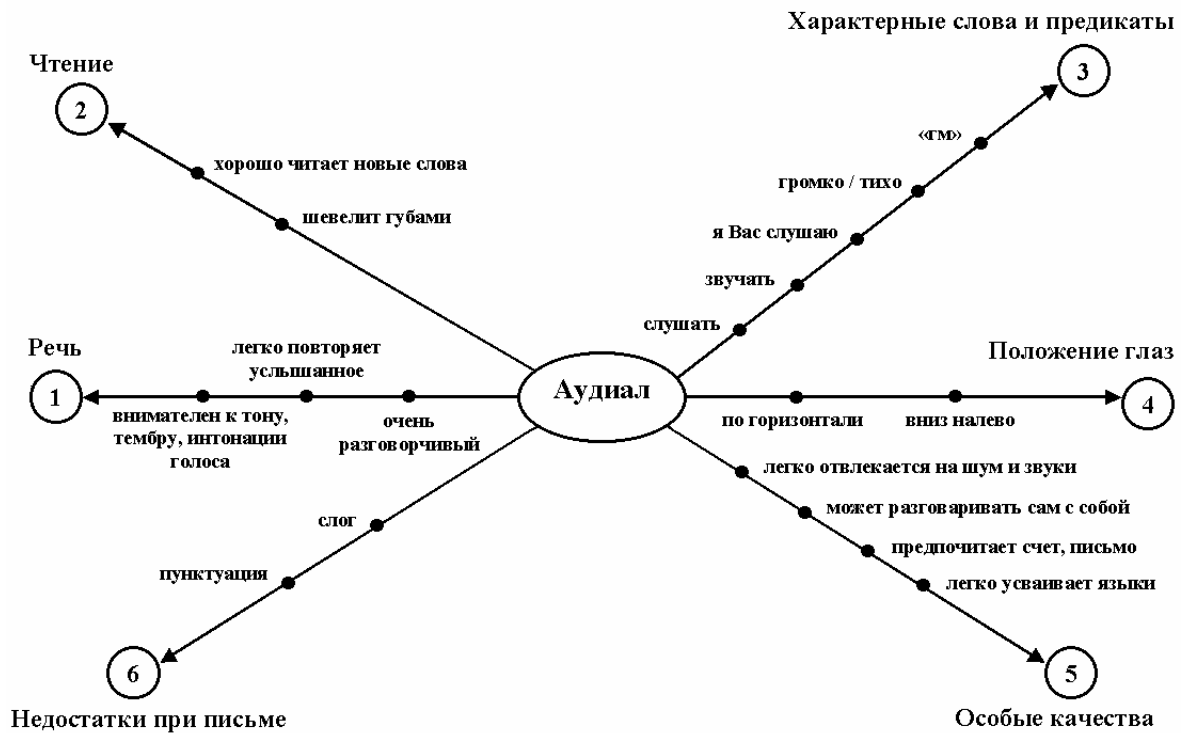 Характерные слова и предикаты
3
Чтение
2
«гм»
хорошо читает новые слова
громко / тихо
шевелит губами
я Вас слушаю
звучать
слушать
Речь
1
легко повторяет
услышанное
внимателен к тону,
тембру, интонации
голоса
очень
разговорчивый
Аудиал
Положение глаз
4
по горизонтали
вниз налево
легко отвлекается на шум и звуки
может разговаривать сам с собой
предпочитает счет, письмо
легко усваивает языки
слог
пунктуация
6
Недостатки при письме
5
Особые качества